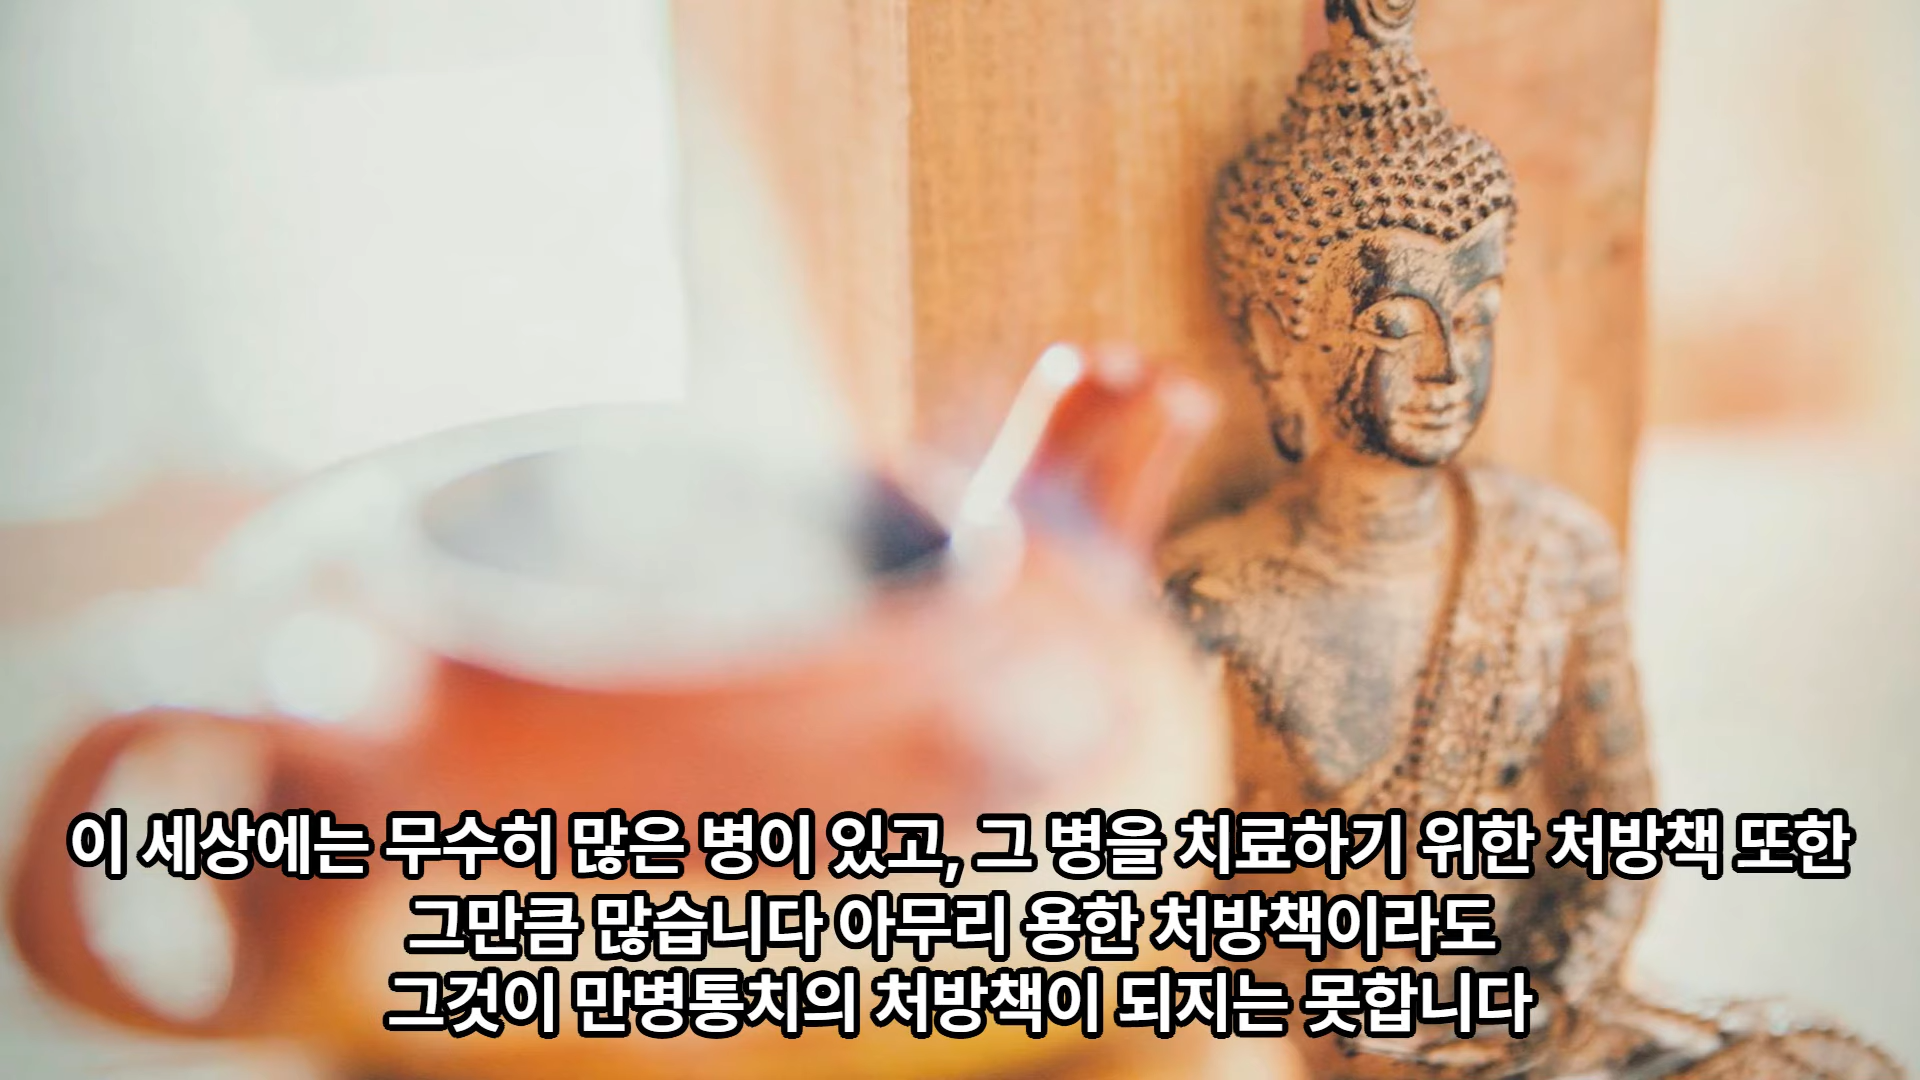 이 세상에는 무수히 많은 병이 있고, 그 병을 치료하기 위한 처방책 또한
그만큼 많습니다 아무리 용한 처방책이라도
그것이 만병통치의 처방책이 되지는 못합니다